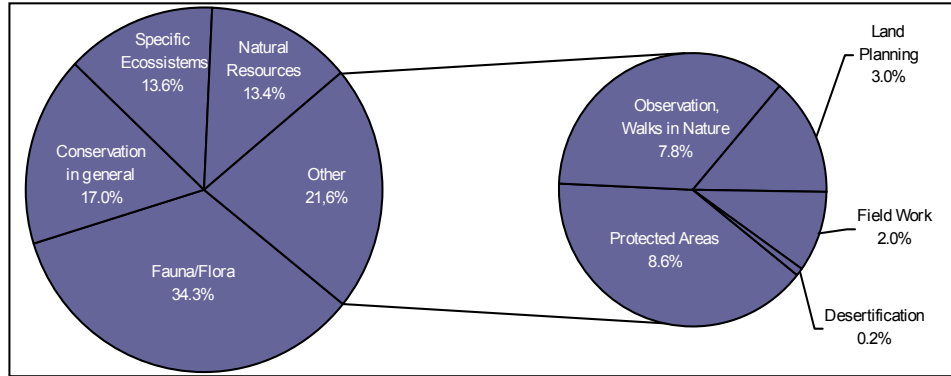 Specific
Ecossistems
13.6%
Natural
Resources
13.4%
Conservation
in general
17.0%
Other
21,6%
Fauna/Flora
34.3%
Observation,
Walks in Nature
7.8%
Land
Planning
3.0%
Protected Areas
8.6%
Field Work
2.0%
Desertification
0.2%